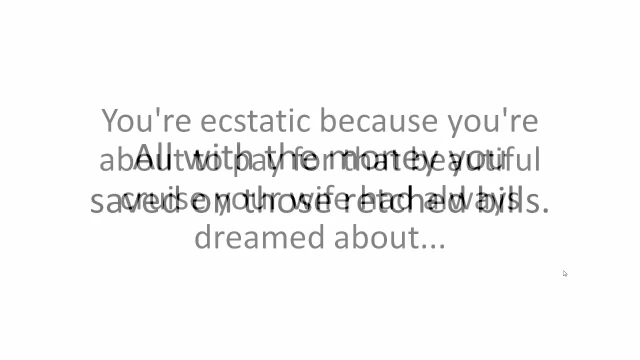 You're ecstatic because you're
about to pay for that beautiful
cruise your wife had always
dreamed about...
All with the money you
saved on those retched bills.